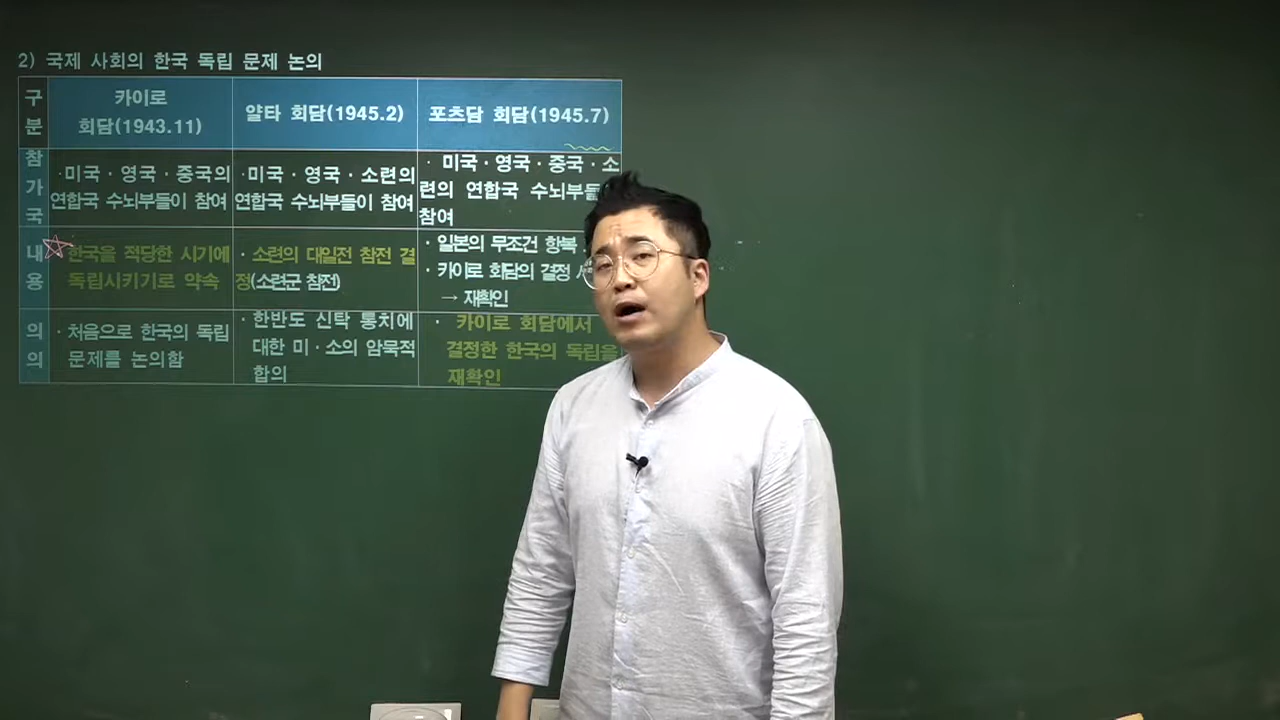 2) 국제 사회의 한국 독립 문제 논의
구
분
카이로
회담(1943.11)
얄타 회담(1945.2)
포츠담 회담(1945.7)
참
가
국
·미국·영국·중국의
연합국 수뇌부들이 참여
·미국·영국·소련의
연합국 수뇌부들이 참여
· 미국·영국·중국·소
련의 연합국 수뇌부들
참여
내
용
한국을 적당한 시기에
독립시키기로 약속
· 소련의 대일전 참전 결
정(소련군 참전)
· 일본의 무조건 항복
· 카이로 회담의 결정
→ 재확인
의
의
· 처음으로 한국의 독립
문제를 논의함
· 한반도 신탁 통치에
대한 미·소의 암묵적
합의
· 카이로 회담에서
결정한 한국의 독립을
재확인